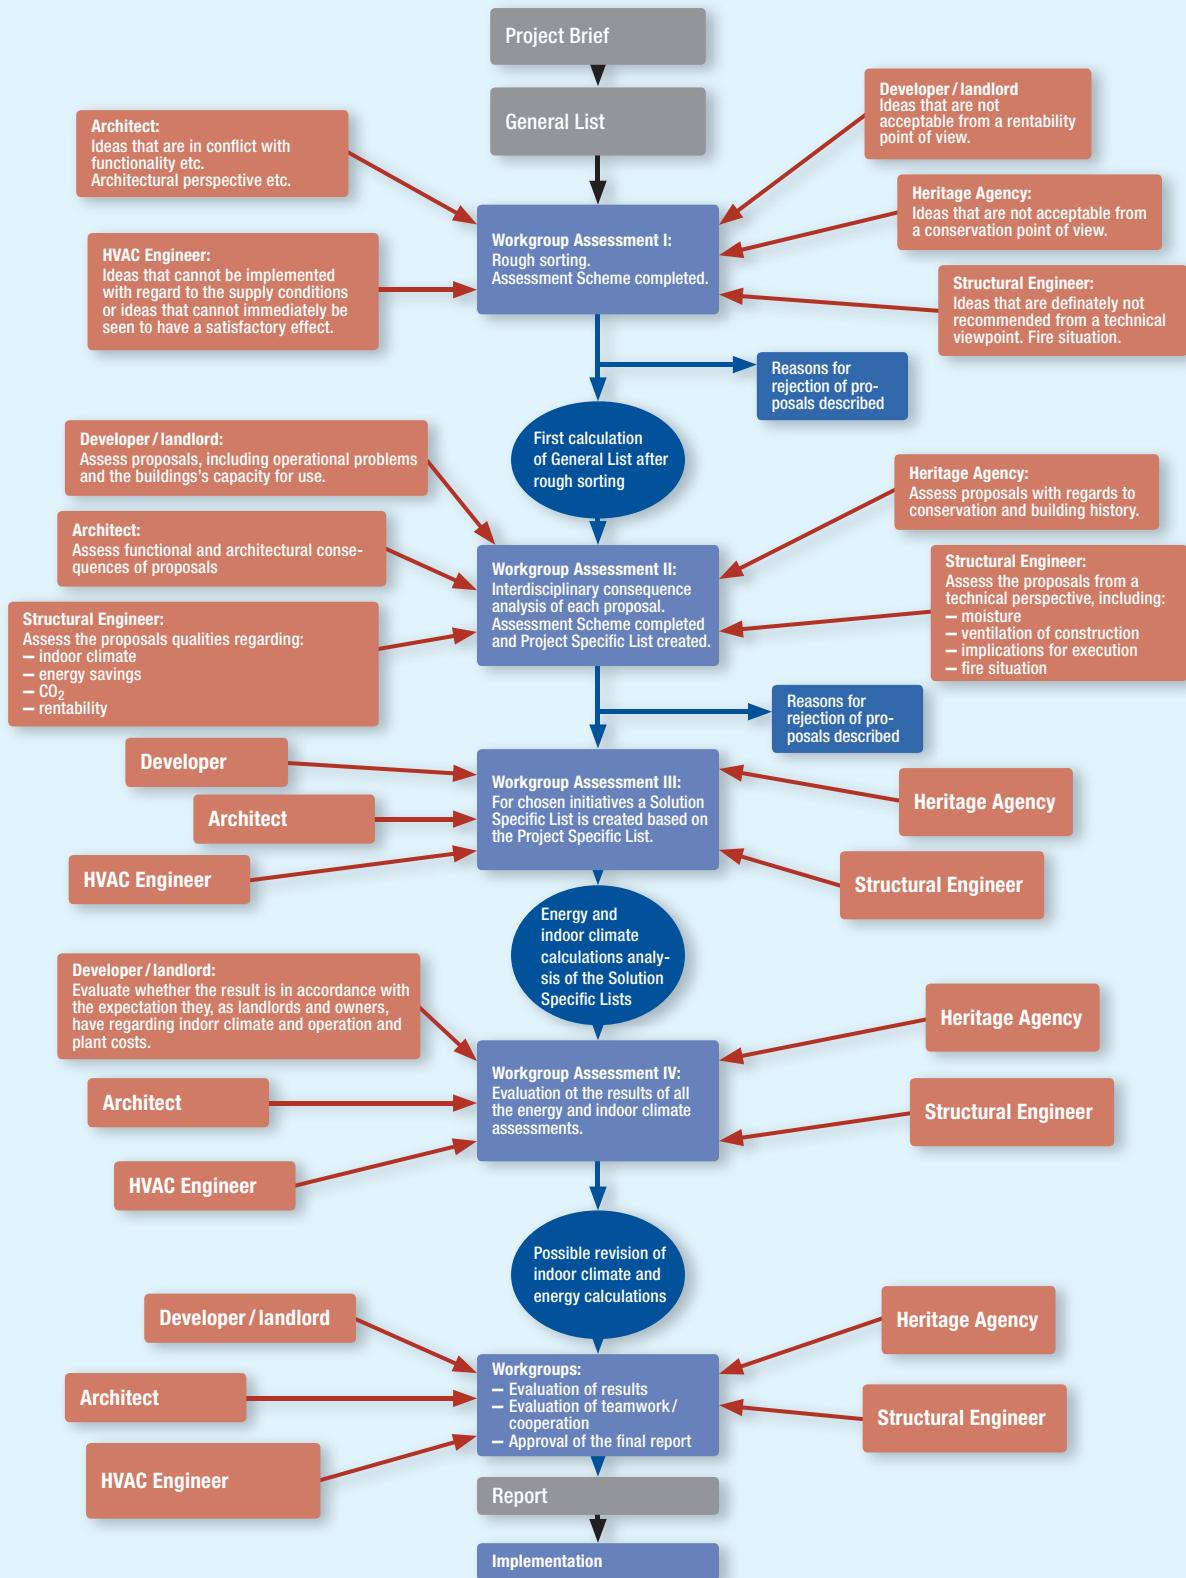 Project Brief
General List
Architect:
Ideas that are in conflict with
functionality etc.
Architectural perspective etc.
Developer / landlord
Ideas that are not
acceptable from a rentability
point of view.
HVAC Engineer:
Ideas that cannot be implemented
with regard to the supply conditions
or ideas that cannot immediately be
seen to have a satisfactory effect.
Workgroup Assessment I:
Rough sorting.
Assessment Scheme completed.
Heritage Agency:
Ideas that are not acceptable from
a conservation point of view.
Structural Engineer:
Ideas that are definately not
recommended from a technical
viewpoint. Fire situation.
Reasons for
rejection of pro-
posals described
First calculation
of General List after
rough sorting
Developer / landlord:
Assess proposals, including operational problems
and the buildings's capacity for use.
Architect:
Assess functional and architectural conse-
quences of proposals
Structural Engineer:
Assess the proposals qualities regarding:
– indoor climate
– energy savings
– CO2
– rentability
Workgroup Assessment II:
Interdisciplinary consequence
analysis of each proposal.
Assessment Scheme completed
and Project Specific List created.
Heritage Agency:
Assess proposals with regards to
conservation and building history.
Structural Engineer:
Assess the proposals from a
technical perspective, including:
– moisture
– ventilation of construction
– implications for execution
– fire situation
Reasons for
rejection of pro-
posals described
Developer
Architect
HVAC Engineer
Workgroup Assessment III:
For chosen initiatives a Solution
Specific List is created based on
the Project Specific List.
Heritage Agency
Structural Engineer
Energy and
indoor climate
calculations analy-
sis of the Solution
Specific Lists
Developer / landlord:
Evaluate whether the result is in accordance with
the expectation they, as landlords and owners,
have regarding indorr climate and operation and
plant costs.
Architect
HVAC Engineer
Workgroup Assessment IV:
Evaluation ot the results of all
the energy and indoor climate
assessments.
Heritage Agency
Structural Engineer
Possible revision of
indoor climate and
energy calculations
Developer / landlord
Architect
HVAC Engineer
Workgroups:
– Evaluation of results
– Evaluation of teamwork /
cooperation
– Approval of the final report
Heritage Agency
Structural Engineer
Report
Implementation